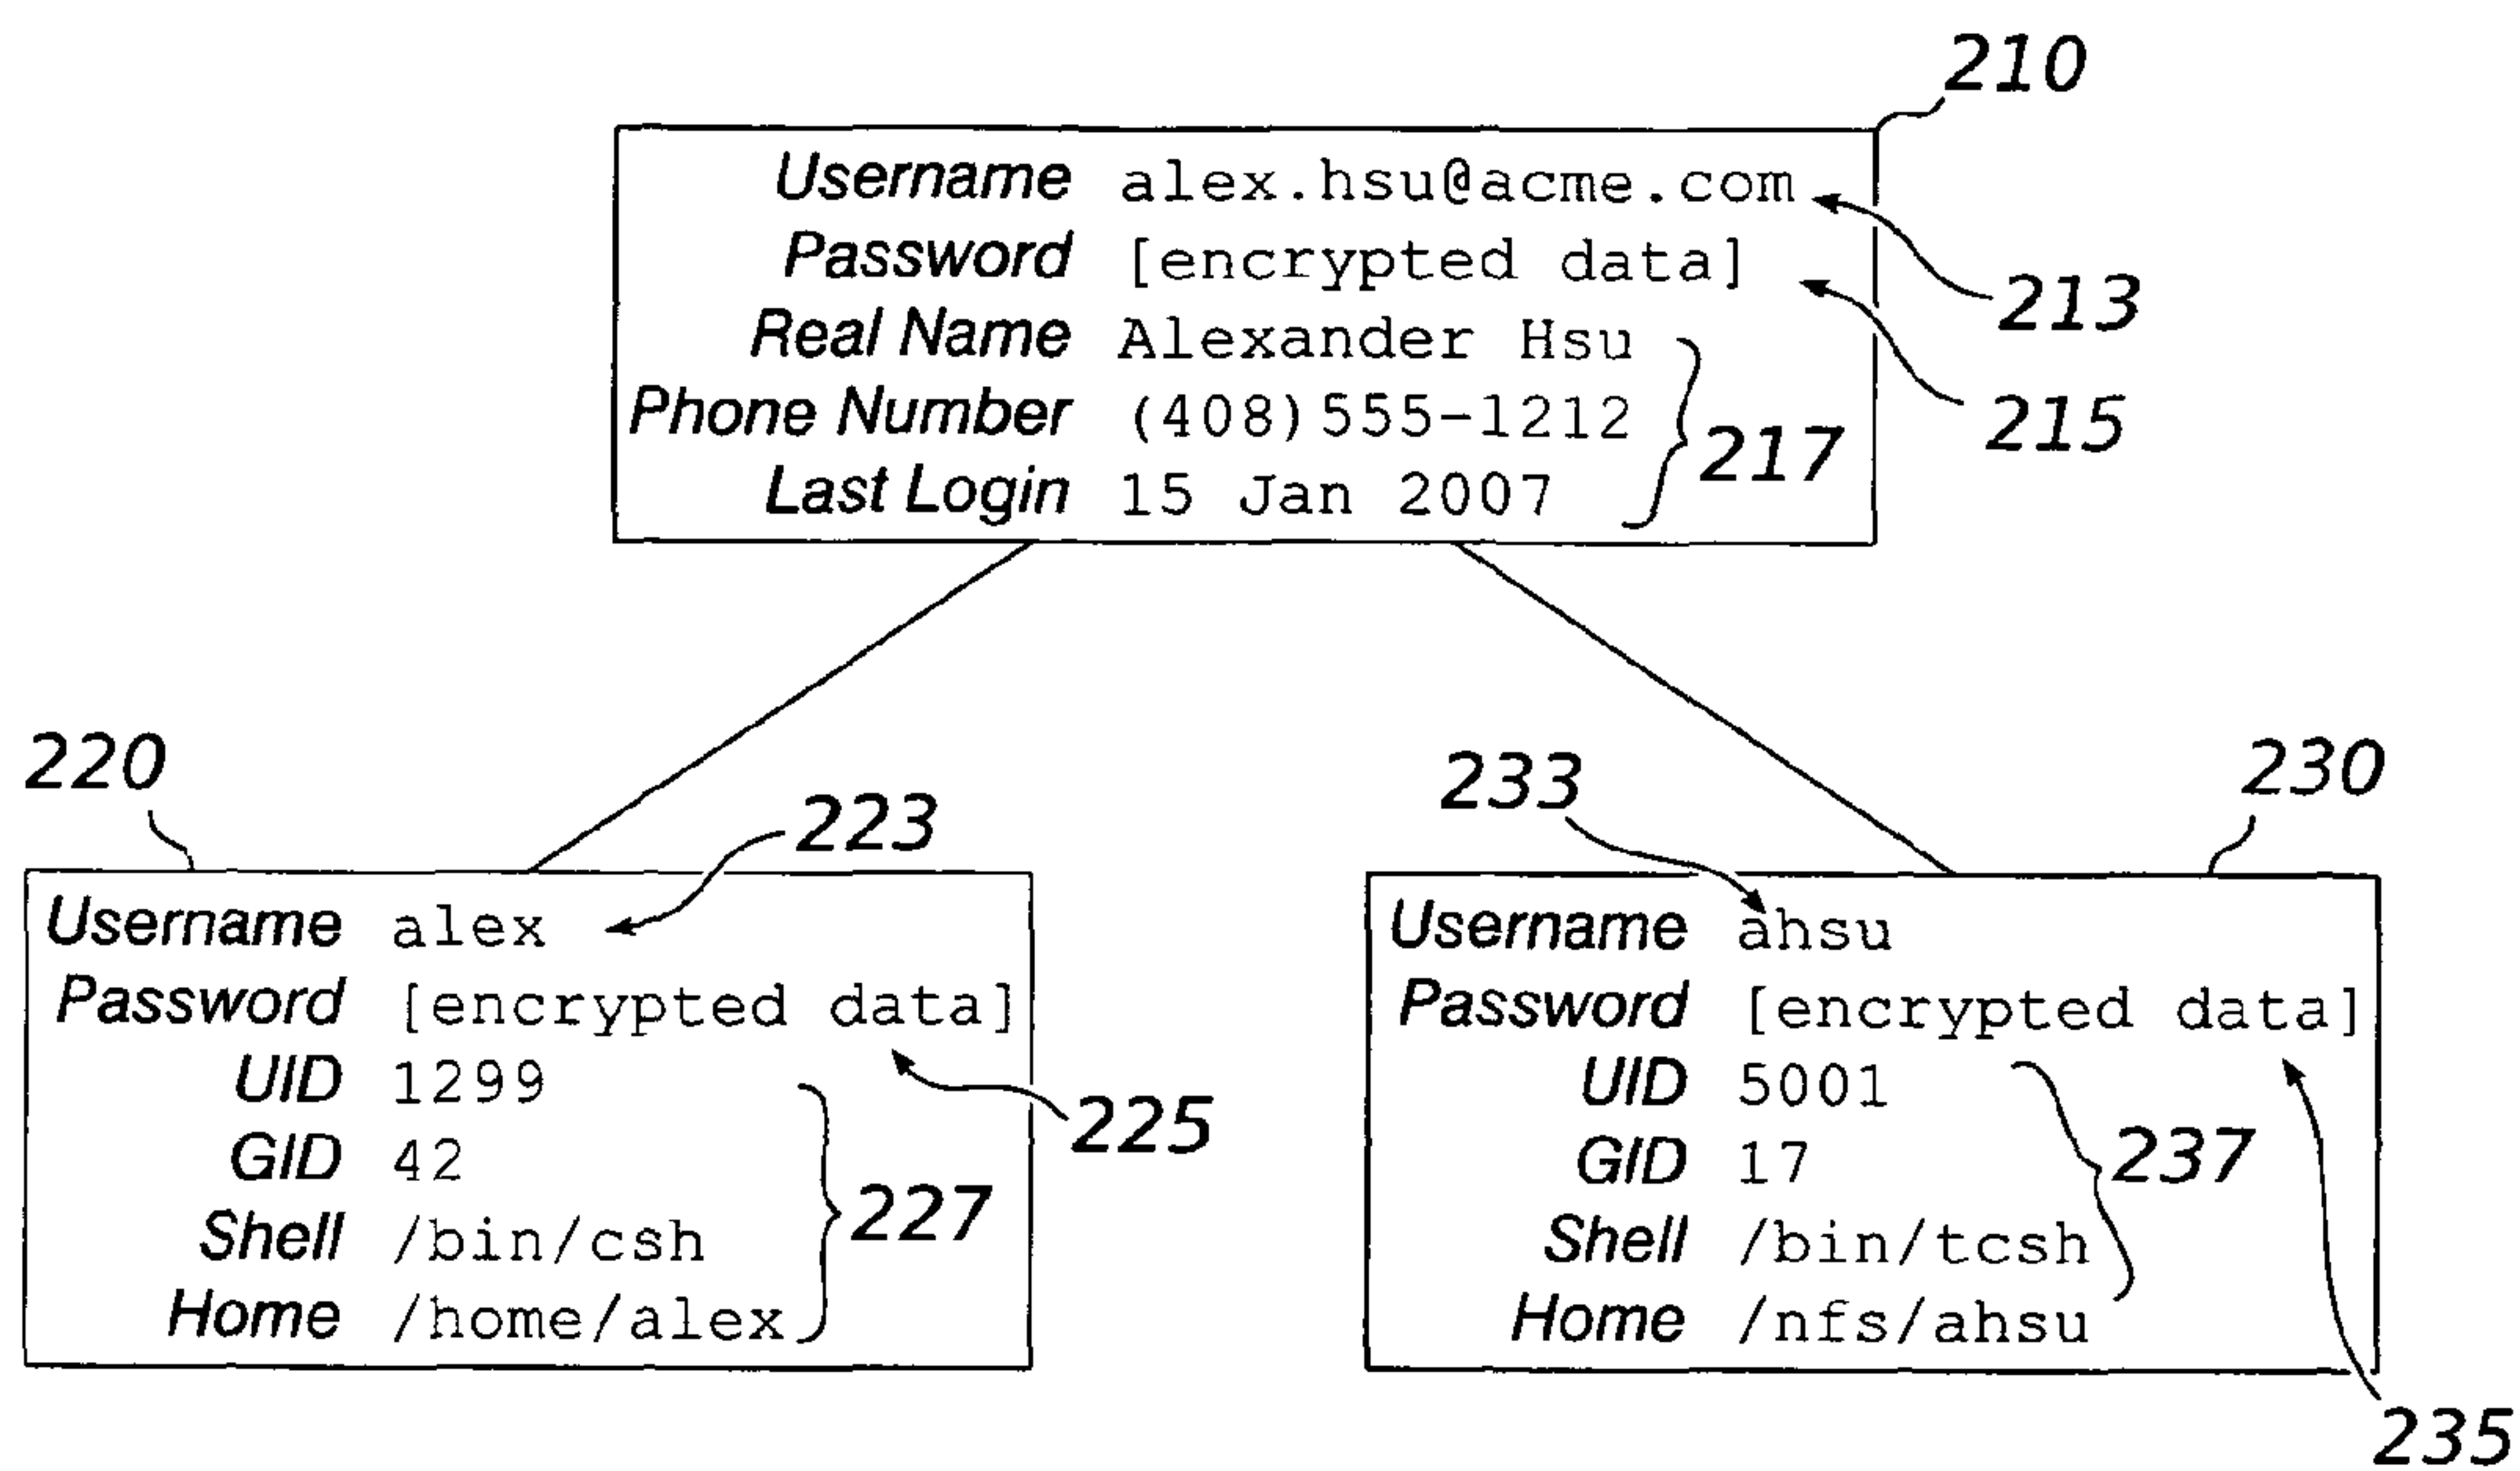 210
Username alex.hsu@acme.com
Password [encrypted data]
213
Real Name Alexander Hsu
Phone Number (408)555-1212
215
217
Last Login 15 Jan 2007
220
223
233
230
Username alex
Password [encrypted data]
UID 1299
225
GID 42
227
Shell /bin/csh
Home /home/alex
Username ahsu
Password [encrypted data]
UID 5001
GID 17
237
Shell /bin/tcsh
Home /nfs/ahsu
235